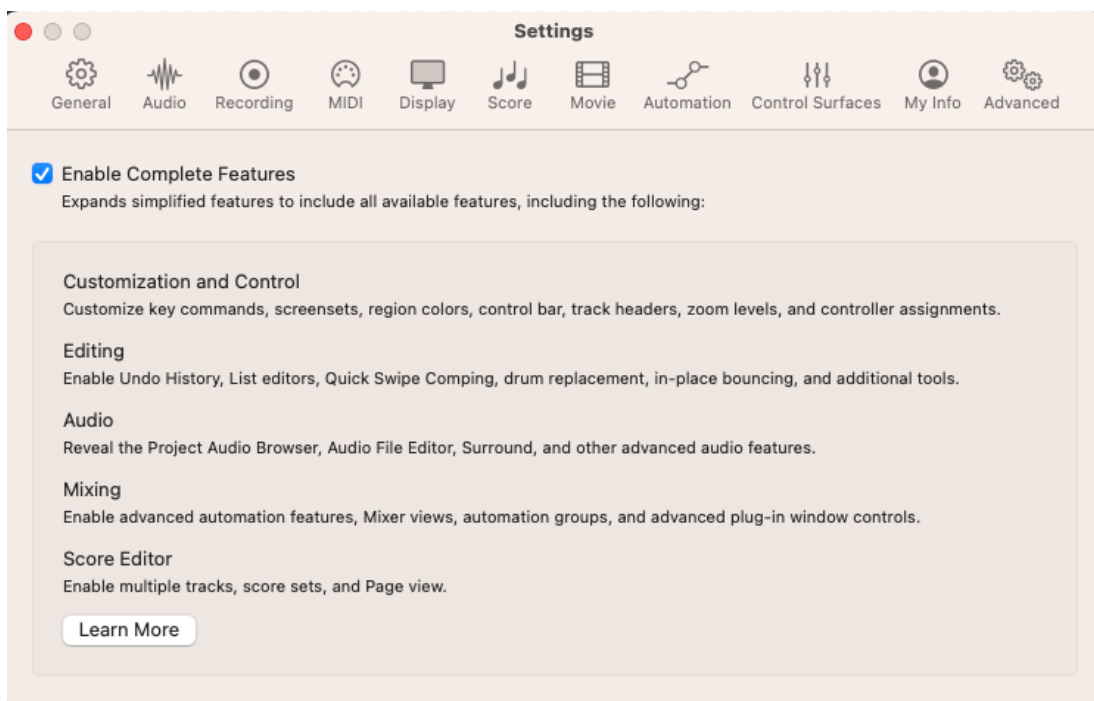 Settings
General Audio Recording MIDI Display Score Movie Automation Control Surfaces My Info Advanced
Enable Complete Features
Expands simplified features to include all available features, including the following:
Customization and Control
Customize key commands, screensets, region colors, control bar, track headers, zoom levels, and controller assignments.
Editing
Enable Undo History, List editors, Quick Swipe Comping, drum replacement, in-place bouncing, and additional tools.
Audio
Reveal the Project Audio Browser, Audio File Editor, Surround, and other advanced audio features.
Mixing
Enable advanced automation features, Mixer views, automation groups, and advanced plug-in window controls.
Score Editor
Enable multiple tracks, score sets, and Page view.
Learn More